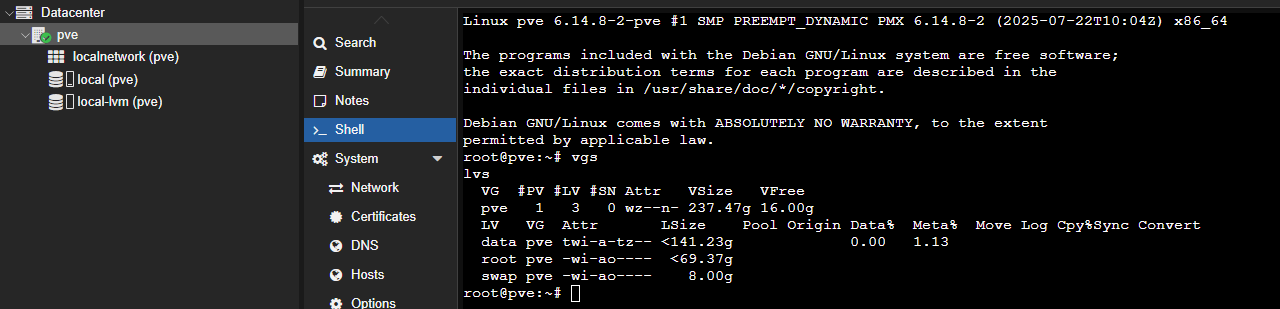 Datacenter
pve
localnetwork (pve)
local (pve)
local-lvm (pve)
Search
Summary
Notes
>_ Shell
System
Network
Certificates
DNS
Hosts
Options
Linux pve 6.14.8-2-pve #1 SMP PREEMPT_DYNAMIC PMX 6.14.8-2 (2025-07-22T10:04Z) x86_64
The programs included with the Debian GNU/Linux system are free software;
the exact distribution terms for each program are described in the
individual files in /usr/share/doc/*/copyright.
Debian GNU/Linux comes with ABSOLUTELY NO WARRANTY, to the extent
permitted by applicable law.
root@pve:~# vgs
lvs
  VG  #PV #LV #SN Attr   VSize   VFree
  pve   1   3   0 wz--n- 237.47g 16.00g
  LV   VG  Attr       LSize    Pool Origin Data%  Meta%  Move Log Cpy%Sync Convert
  data pve twi-a-tz-- <141.23g             0.00   1.13
  root pve -wi-ao----  <69.37g
  swap pve -wi-ao----    8.00g
root@pve:~#